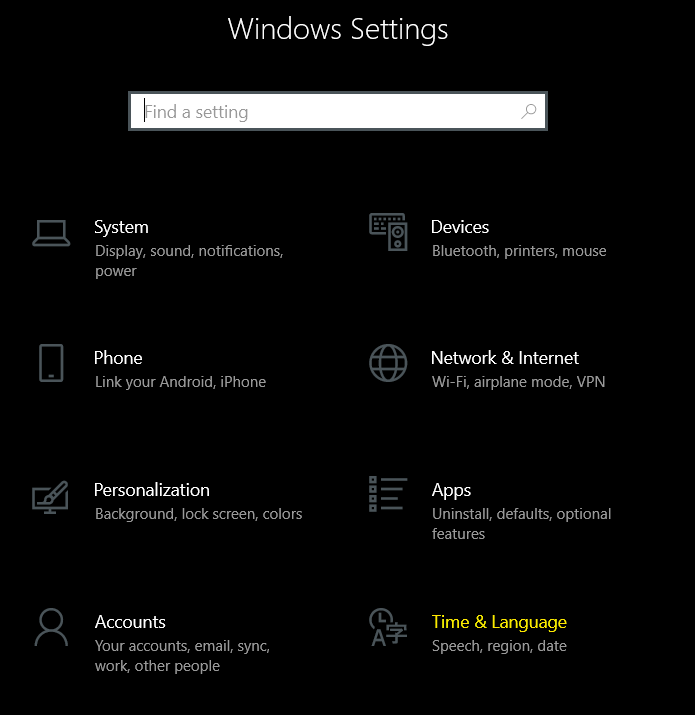 Windows Settings
Find a setting
System
Display, sound, notifications,
power
Devices
Bluetooth, printers, mouse
Phone
Link your Android, iPhone
Network & Internet
Wi-Fi, airplane mode, VPN
Personalization
Background, lock screen, colors
Apps
Uninstall, defaults, optional
features
Accounts
Your accounts, email, sync,
work, other people
Time & Language
Speech, region, date